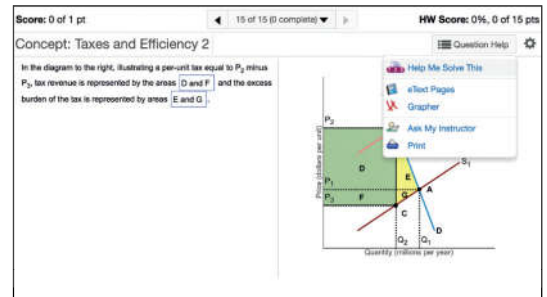 Score: 0 of 1 pt
15 of 15 (0 complete)
HW Score: 0%, 0 of 15 pts
Concept: Taxes and Efficiency 2
Question Help
In the diagram to the right, illustrating a per-unit tax equal to P2 minus
P3, tax revenue is represented by the areas D and F and the excess
burden of the tax is represented by areas E and G.
Help Me Solve This
eText Pages
Grapher
Ask My Instructor
Print
P2
S1
D
E
P1
A
G
P3
F
C
D
Q2
Q1
Price (dollars per unit)
Quantity (millions per year)